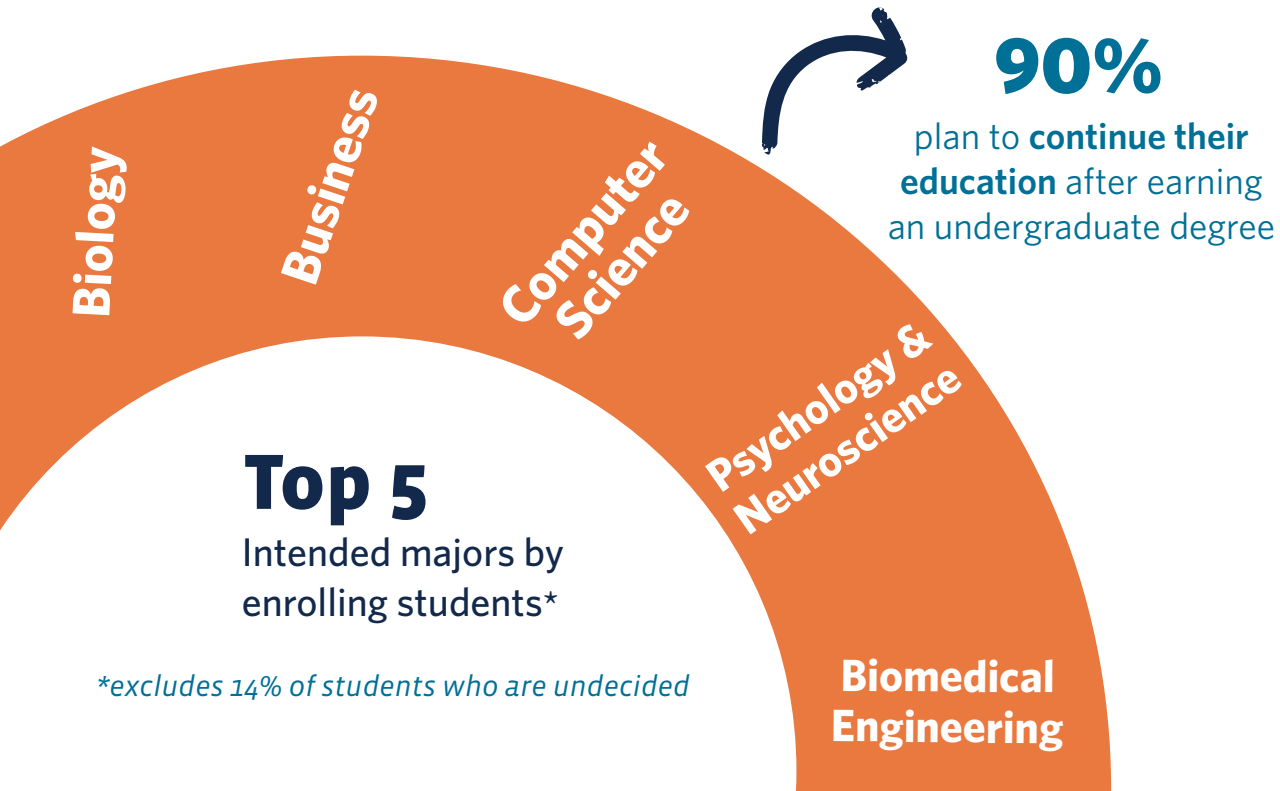 90%
plan to continue their
education after earning
an undergraduate degree
Biology
Business
Computer
Science
Psychology &
Neuroscience
Biomedical
Engineering
Top 5
Intended majors by
enrolling students*
*excludes 14% of students who are undecided